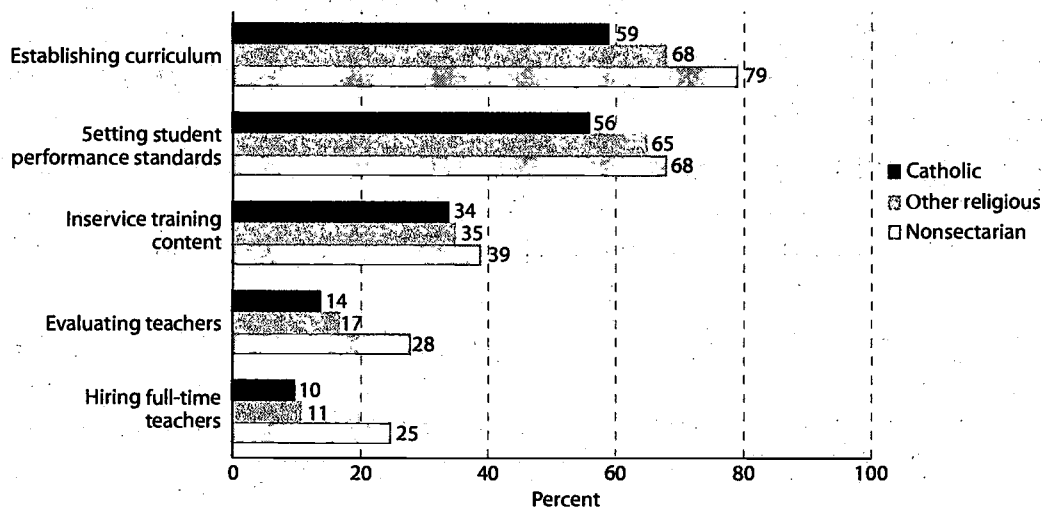 Establishing curriculum
59
68
79
5etting student
performance standards
56
65
68
Inservice training
content
34
35
39
Evaluating teachers
14
17
28
Hiring full-time
teachers
10
11
25
Catholic
Other religious
Nonsectarian
0 20 40 60 80 100
Percent